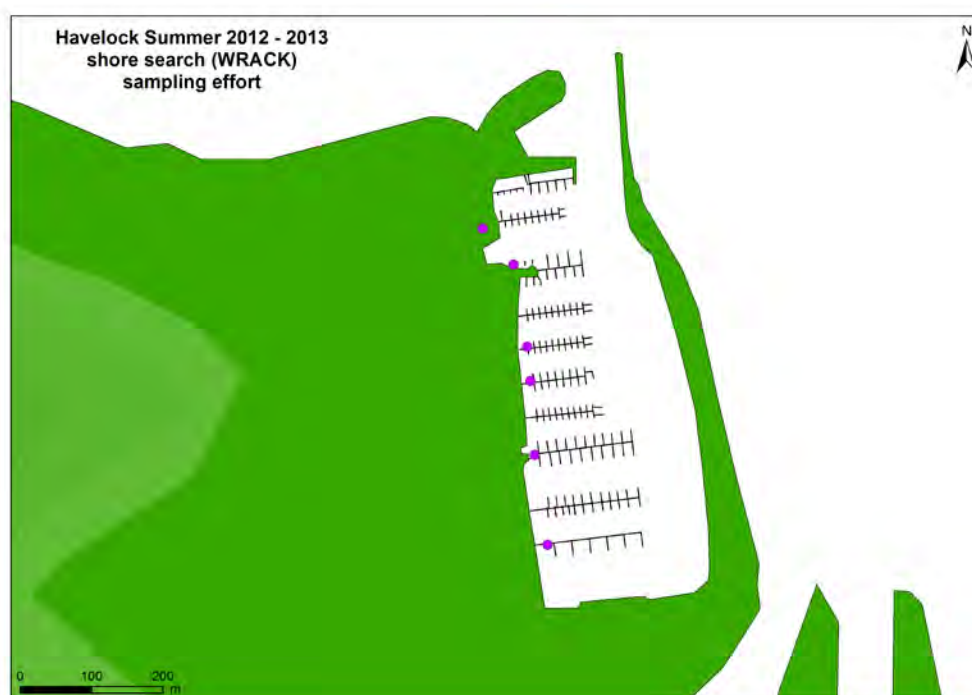 Havelock Summer 2012 - 2013
shore search (WRACK)
sampling effort
N
0 100 200
m